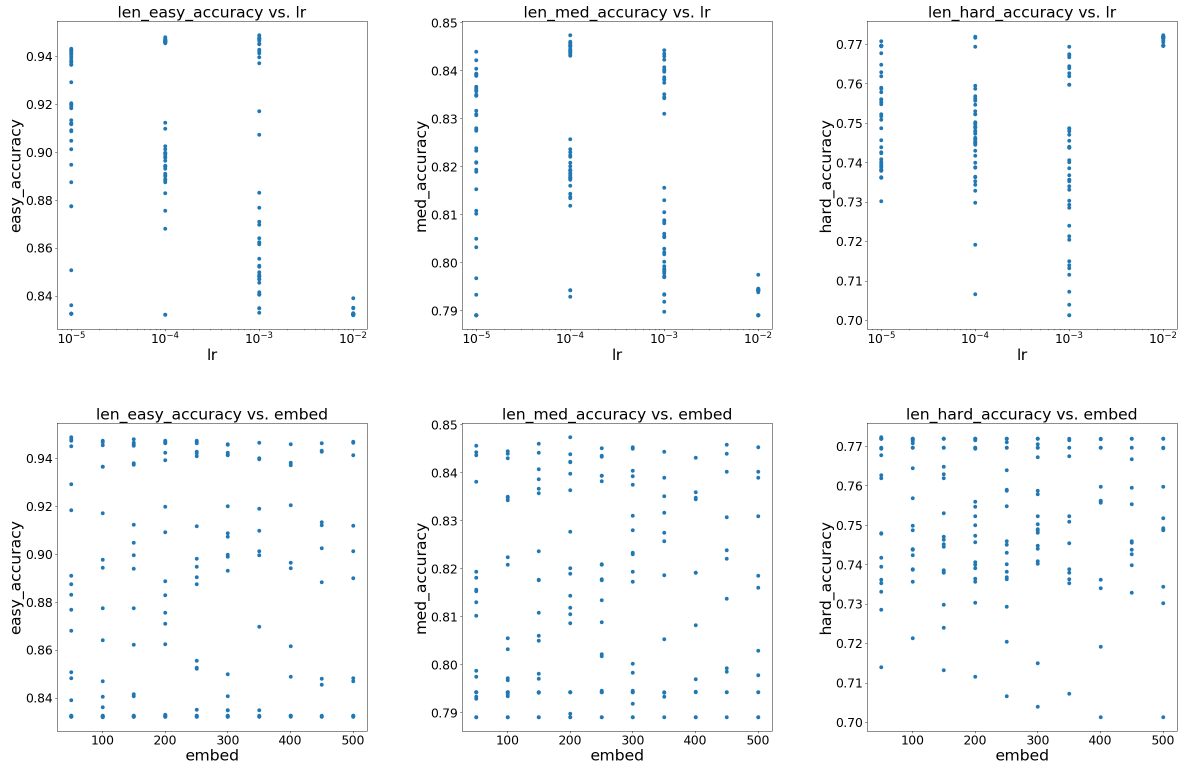 len_easy_accuracy vs. lr
easy_accuracy
0.94
0.92
0.90
0.88
0.86
0.84
10⁻⁵ 10⁻⁴ 10⁻³ 10⁻²
lr
len_med_accuracy vs. lr
med_accuracy
0.85
0.84
0.83
0.82
0.81
0.80
0.79
10⁻⁵ 10⁻⁴ 10⁻³ 10⁻²
lr
len_hard_accuracy vs. lr
hard_accuracy
0.77
0.76
0.75
0.74
0.73
0.72
0.71
0.70
10⁻⁵ 10⁻⁴ 10⁻³ 10⁻²
lr
len_easy_accuracy vs. embed
easy_accuracy
0.94
0.92
0.90
0.88
0.86
0.84
100 200 300 400 500
embed
len_med_accuracy vs. embed
med_accuracy
0.85
0.84
0.83
0.82
0.81
0.80
0.79
100 200 300 400 500
embed
len_hard_accuracy vs. embed
hard_accuracy
0.77
0.76
0.75
0.74
0.73
0.72
0.71
0.70
100 200 300 400 500
embed